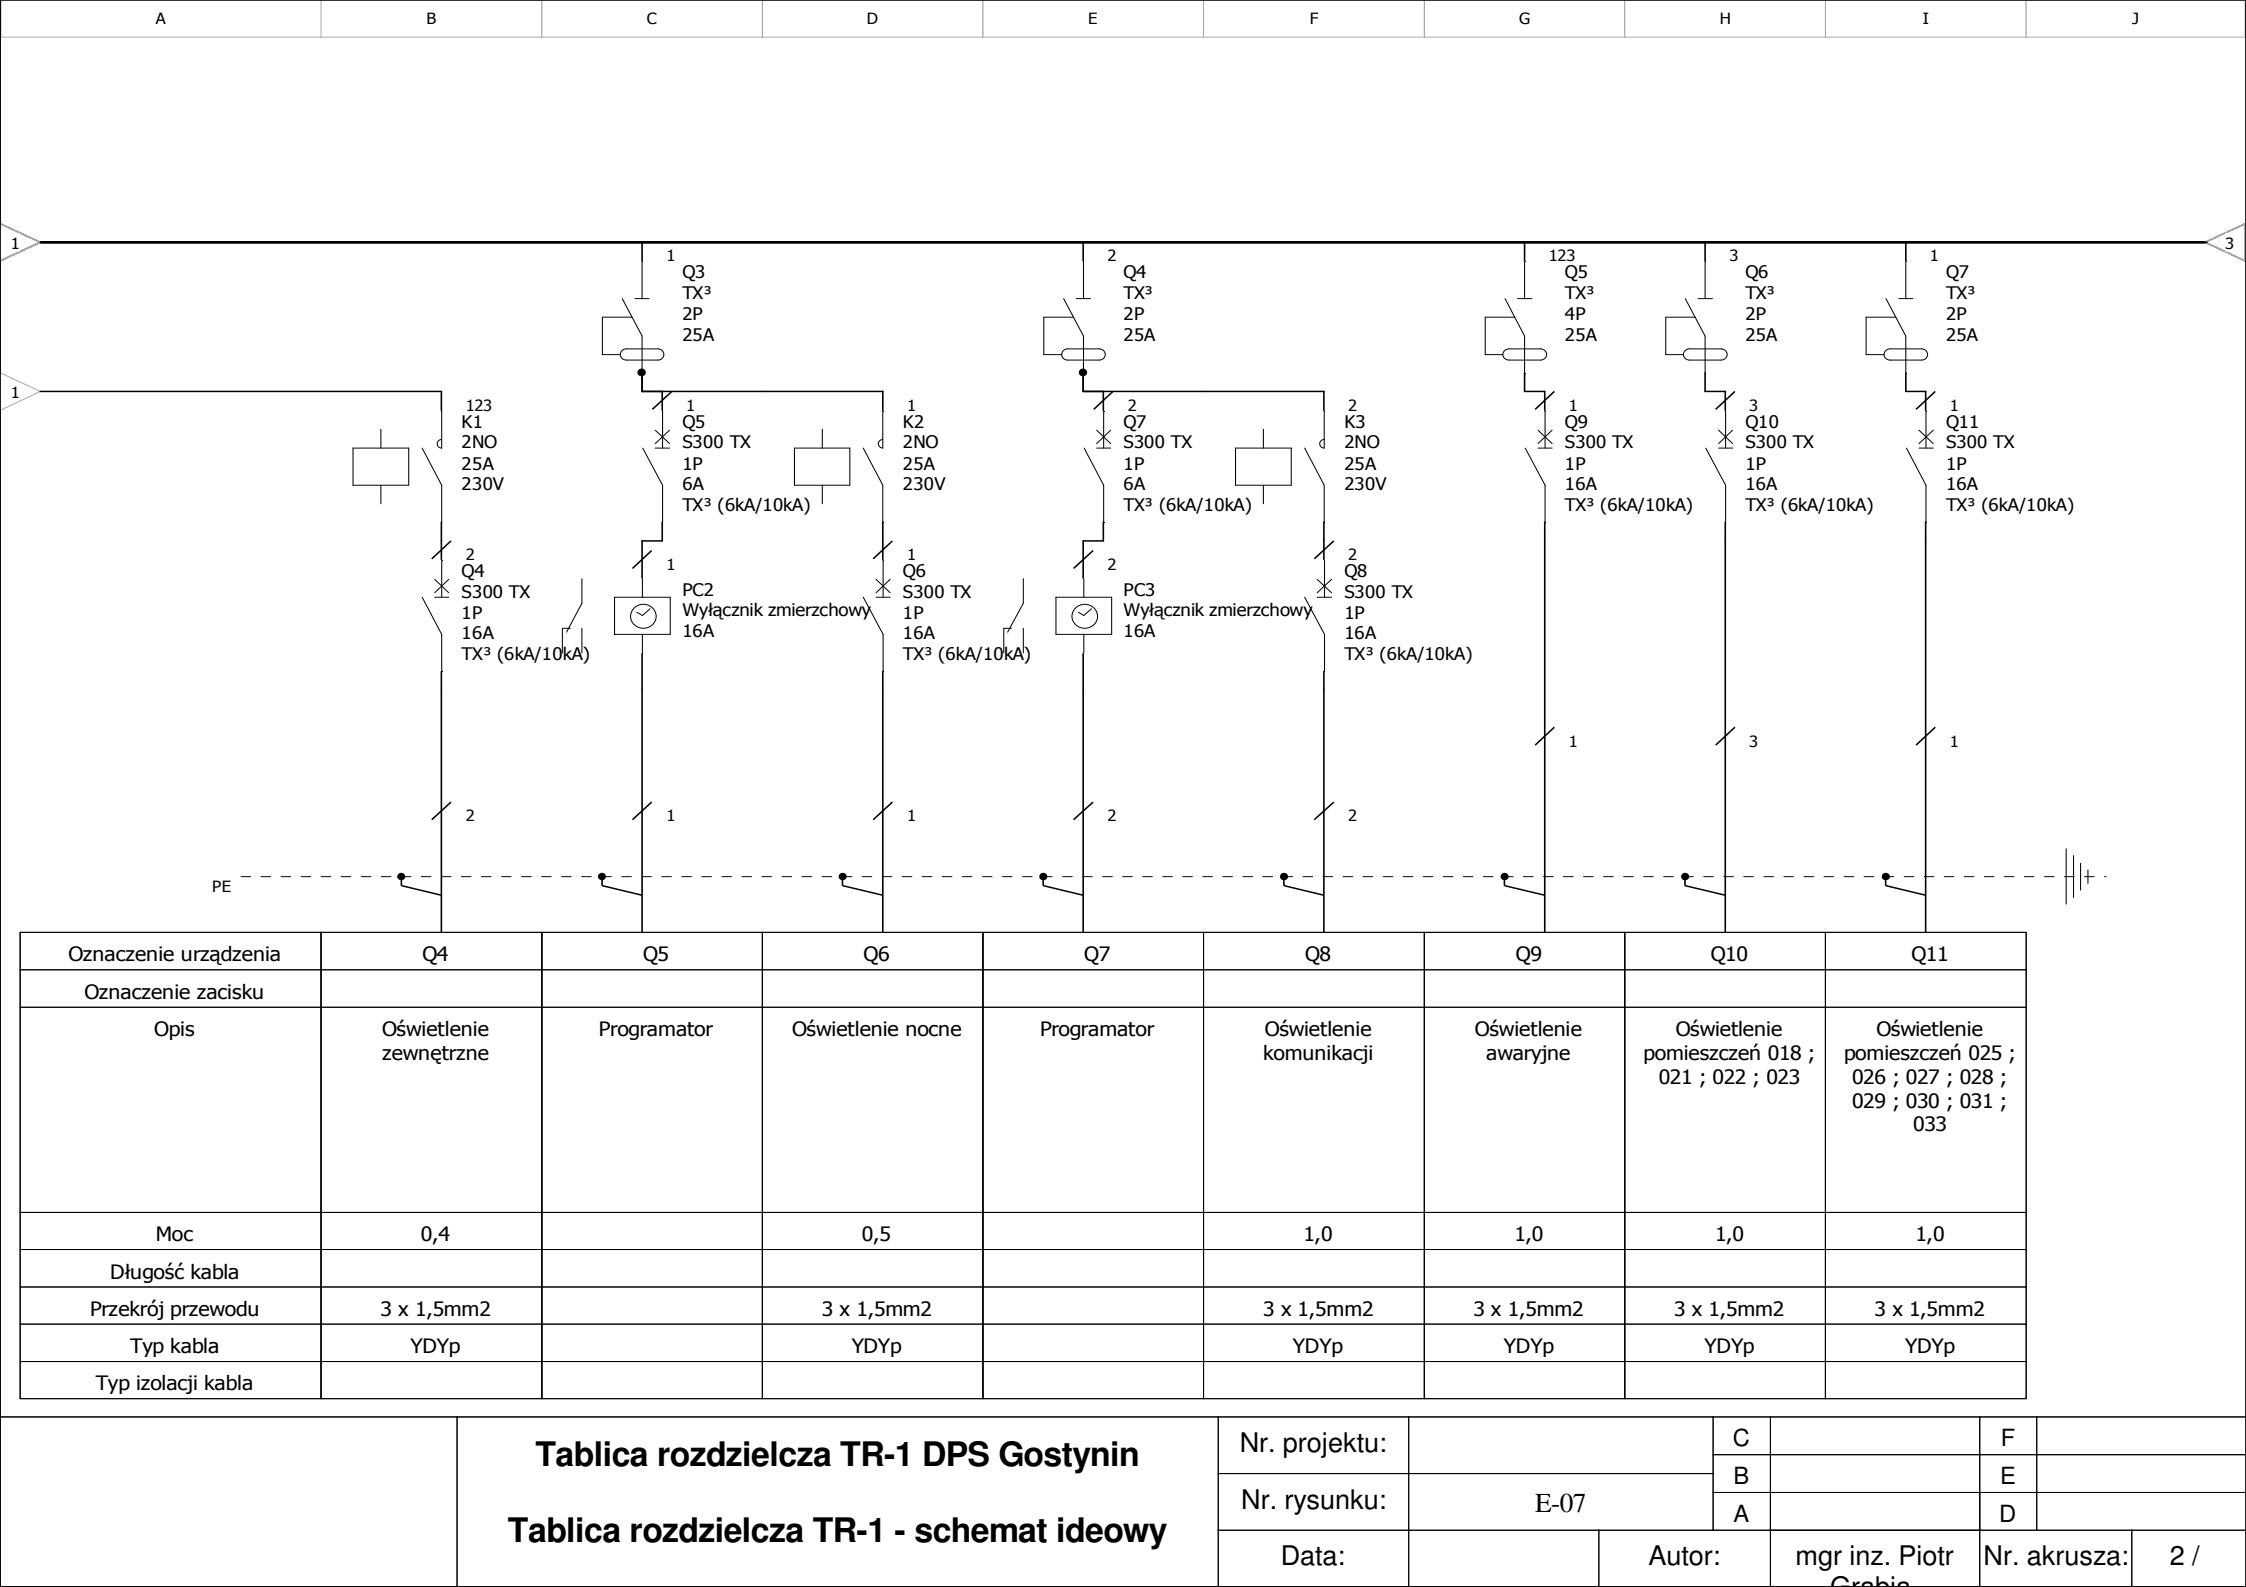 A B C D E F G H I J
1
3
1 2 123 3 1
Q3 Q4 Q5 Q6 Q7
TX³ TX³ TX³ TX³ TX³
2P 2P 4P 2P 2P
25A 25A 25A 25A 25A
1
123 1 1 2 2 1 3 1
K1 Q5 K2 Q7 K3 Q9 Q10 Q11
2NO S300 TX 2NO S300 TX 2NO S300 TX S300 TX S300 TX
25A 1P 25A 1P 25A 1P 1P 1P
230V 6A 230V 6A 230V 16A 16A 16A
TX³ (6kA/10kA) TX³ (6kA/10kA) TX³ (6kA/10kA) TX³ (6kA/10kA) TX³ (6kA/10kA)
2 1 1 2 2
Q4 Q6 Q8
S300 TX PC2 S300 TX PC3 S300 TX
1P Wyłącznik zmierzchowy 1P Wyłącznik zmierzchowy 1P
16A 16A 16A 16A 16A
TX³ (6kA/10kA) TX³ (6kA/10kA) TX³ (6kA/10kA)
1 3 1
2 1 1 2 2
PE
Oznaczenie urządzenia Q4 Q5 Q6 Q7 Q8 Q9 Q10 Q11
Oznaczenie zacisku
Opis
Oświetlenie
zewnętrzne
Programator
Oświetlenie nocne
Programator
Oświetlenie
komunikacji
Oświetlenie
awaryjne
Oświetlenie
pomieszczeń 018 ;
021 ; 022 ; 023
Oświetlenie
pomieszczeń 025 ;
026 ; 027 ; 028 ;
029 ; 030 ; 031 ;
033
Moc 0,4 0,5 1,0 1,0 1,0 1,0
Długość kabla
Przekrój przewodu 3 x 1,5mm2 3 x 1,5mm2 3 x 1,5mm2 3 x 1,5mm2 3 x 1,5mm2 3 x 1,5mm2
Typ kabla YDYp YDYp YDYp YDYp YDYp YDYp
Typ izolacji kabla
Tablica rozdzielcza TR-1 DPS Gostynin
Tablica rozdzielcza TR-1 - schemat ideowy
Nr. projektu: C F
B E
Nr. rysunku: E-07 A D
Data: Autor: mgr inz. Piotr Nr. akrusza: 2 /